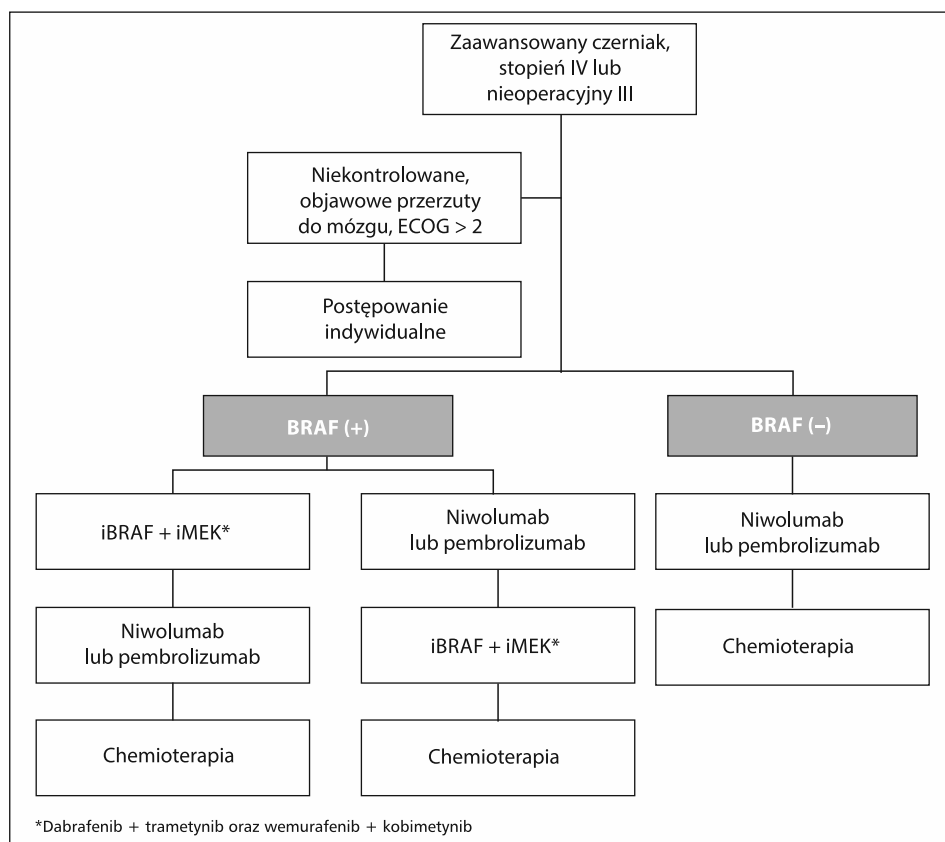 Zaawansowany czerniak,
stopień IV lub
nieoperacyjny III
Niekontrolowane,
objawowe przerzuty
do mózgu, ECOG > 2
Postępowanie
indywidualne
BRAF (+)
BRAF (–)
iBRAF + iMEK*
Niwolumab
lub pembrolizumab
Niwolumab
lub pembrolizumab
Niwolumab
lub pembrolizumab
iBRAF + iMEK*
Chemioterapia
Chemioterapia
Chemioterapia
*Dabrafenib + trametynib oraz wemurafenib + kobimetynib